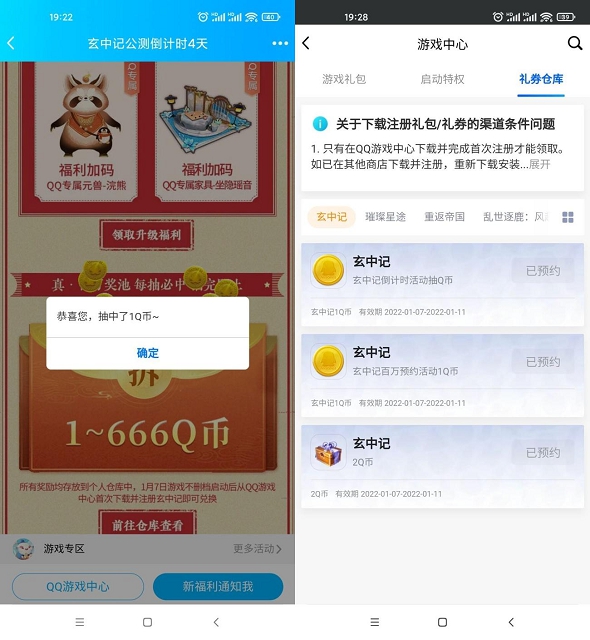 19:22
40
玄中记公测倒计时4天
专属
专属
福利加码
QQ专属元兽-浣熊
福利加码
QQ专属家具-坐隐瑶音
领取升级福利
奖池 每抽必中
恭喜您，抽中了1Q币~
确定
拆
1~666Q币
所有奖励均存放到个人仓库中，1月7日游戏不删档启动后从QQ游戏
中心首次下载并注册玄中记即可兑换
前往仓库查看
游戏专区
更多活动>
QQ游戏中心
新福利通知我
19:28
39
游戏中心
游戏礼包
启动特权
礼券仓库
关于下载注册礼包/礼券的渠道条件问题
1. 只有在QQ游戏中心下载并完成首次注册才能领取。
如已在其他商店下载并注册，重新下载安装...展开
玄中记
璀璨星途
重返帝国
乱世逐鹿：
玄中记
玄中记倒计时活动抽Q币
已预约
玄中记1Q币 有效期 2022-01-07-2022-01-11
玄中记
玄中记百万预约活动1Q币
已预约
玄中记1Q币 有效期 2022-01-07-2022-01-11
玄中记
2Q币
已预约
2Q币 有效期 2022-01-07-2022-01-11